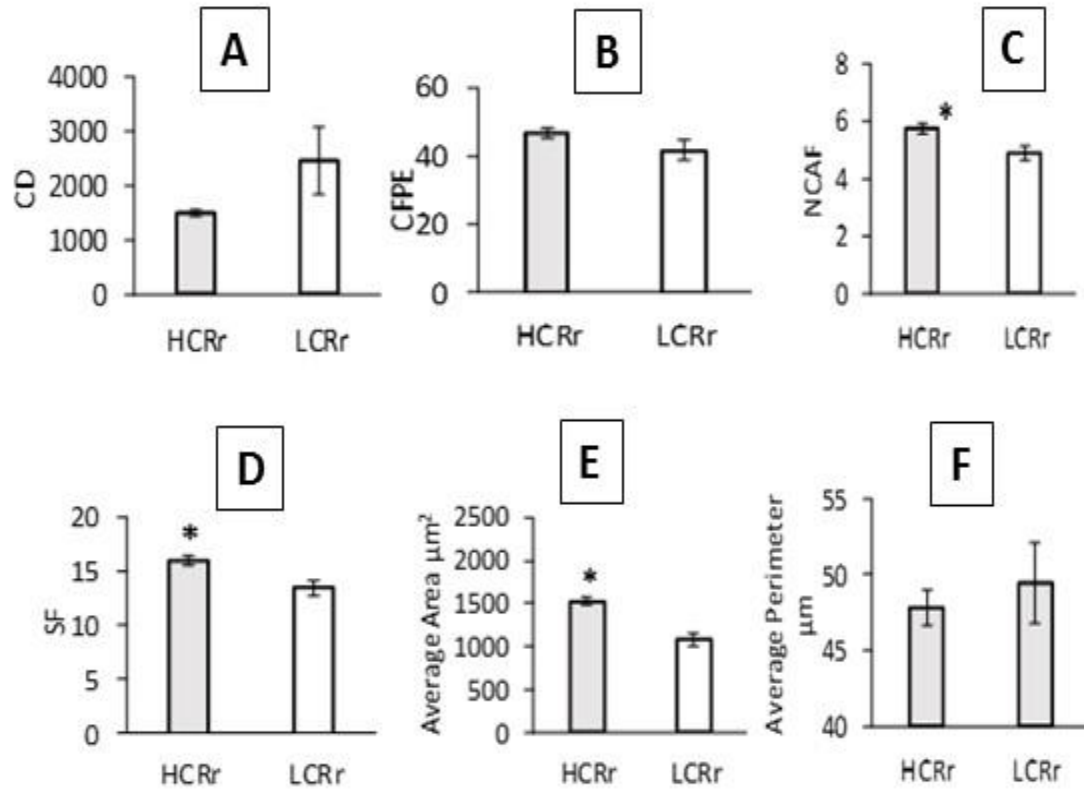 A
4000
3000
2000
1000
0
CD
HCRr LCRr
B
60
40
20
0
CFPE
HCRr LCRr
C
8
6
4
2
0
NCAF
*
HCRr LCRr
D
20
15
10
5
0
SF
*
HCRr LCRr
E
2500
2000
1500
1000
500
0
Average Area µm²
*
HCRr LCRr
F
55
50
45
40
Average Perimeter
µm
HCRr LCRr